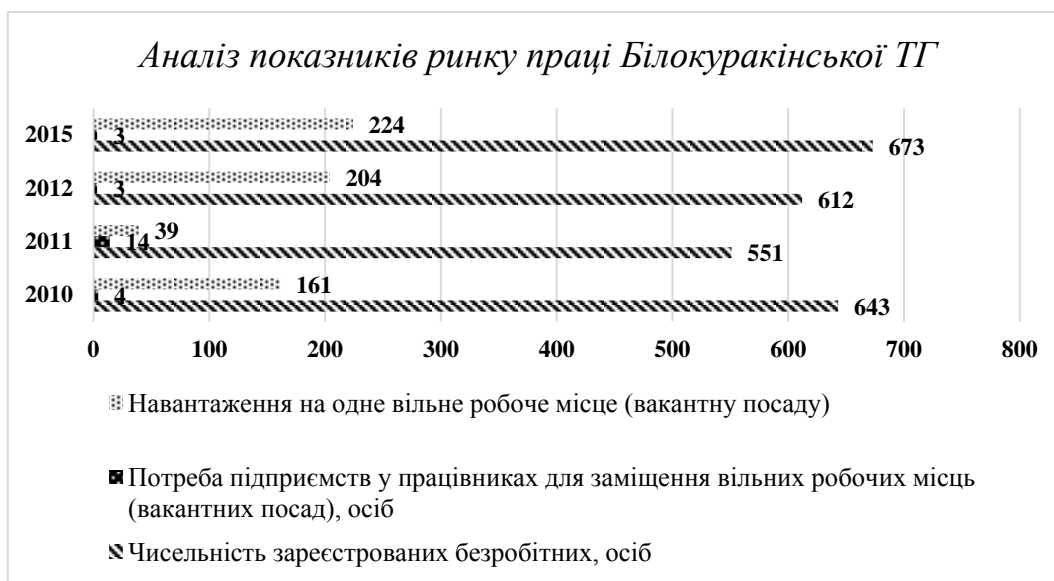 Аналіз показників ринку праці Білокуракінської ТГ
2015
224
3
673
2012
204
3
612
2011
39
14
551
2010
161
4
643
0 100 200 300 400 500 600 700 800
Навантаження на одне вільне робоче місце (вакантну посаду)
Потреба підприємств у працівниках для заміщення вільних робочих місць
(вакантних посад), осіб
Чисельність зареєстрованих безробітних, осіб